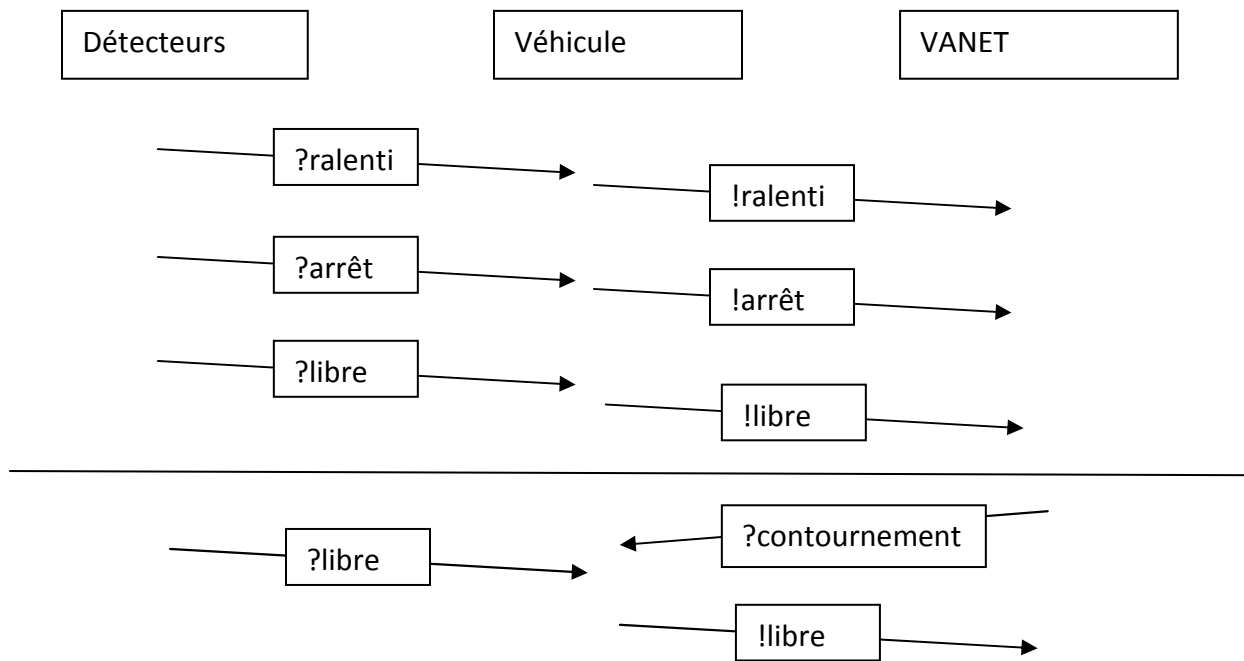 Détecteurs
Véhicule
VANET
?ralenti
!ralenti
?arrêt
!arrêt
?libre
!libre
?contournement
?libre
!libre